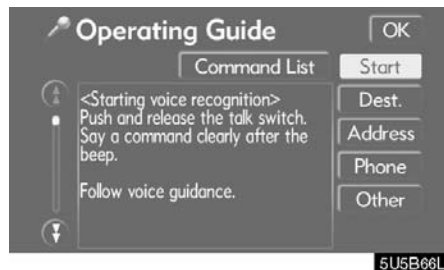 Operating Guide
OK
Command List
Start
<Starting voice recognition>
Push and release the talk switch.
Say a command clearly after the
beep.
Follow voice guidance.
Dest.
Address
Phone
Other
5U5B66L